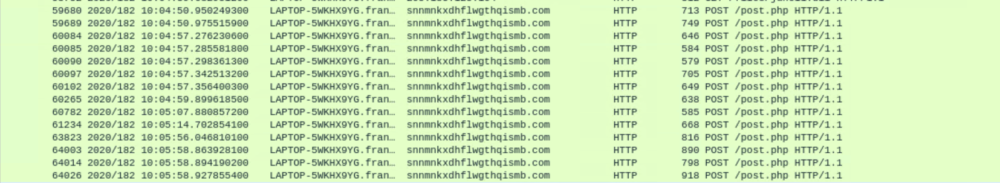 59680 2020/182 10:04:50.950249300 LAPTOP-5WKHX9YG.fran… snnmnkxdhflwgthqismb.com HTTP 713 POST /post.php HTTP/1.1
59689 2020/182 10:04:50.975515900 LAPTOP-5WKHX9YG.fran… snnmnkxdhflwgthqismb.com HTTP 749 POST /post.php HTTP/1.1
60084 2020/182 10:04:57.276230600 LAPTOP-5WKHX9YG.fran… snnmnkxdhflwgthqismb.com HTTP 646 POST /post.php HTTP/1.1
60085 2020/182 10:04:57.285581800 LAPTOP-5WKHX9YG.fran… snnmnkxdhflwgthqismb.com HTTP 584 POST /post.php HTTP/1.1
60090 2020/182 10:04:57.298361300 LAPTOP-5WKHX9YG.fran… snnmnkxdhflwgthqismb.com HTTP 579 POST /post.php HTTP/1.1
60097 2020/182 10:04:57.342513200 LAPTOP-5WKHX9YG.fran… snnmnkxdhflwgthqismb.com HTTP 705 POST /post.php HTTP/1.1
60102 2020/182 10:04:57.356400300 LAPTOP-5WKHX9YG.fran… snnmnkxdhflwgthqismb.com HTTP 649 POST /post.php HTTP/1.1
60265 2020/182 10:04:59.899618500 LAPTOP-5WKHX9YG.fran… snnmnkxdhflwgthqismb.com HTTP 638 POST /post.php HTTP/1.1
60782 2020/182 10:05:07.880857200 LAPTOP-5WKHX9YG.fran… snnmnkxdhflwgthqismb.com HTTP 585 POST /post.php HTTP/1.1
61234 2020/182 10:05:14.702854100 LAPTOP-5WKHX9YG.fran… snnmnkxdhflwgthqismb.com HTTP 668 POST /post.php HTTP/1.1
63823 2020/182 10:05:56.046810100 LAPTOP-5WKHX9YG.fran… snnmnkxdhflwgthqismb.com HTTP 816 POST /post.php HTTP/1.1
64003 2020/182 10:05:58.863928100 LAPTOP-5WKHX9YG.fran… snnmnkxdhflwgthqismb.com HTTP 890 POST /post.php HTTP/1.1
64014 2020/182 10:05:58.894190200 LAPTOP-5WKHX9YG.fran… snnmnkxdhflwgthqismb.com HTTP 798 POST /post.php HTTP/1.1
64026 2020/182 10:05:58.927855400 LAPTOP-5WKHX9YG.fran… snnmnkxdhflwgthqismb.com HTTP 918 POST /post.php HTTP/1.1